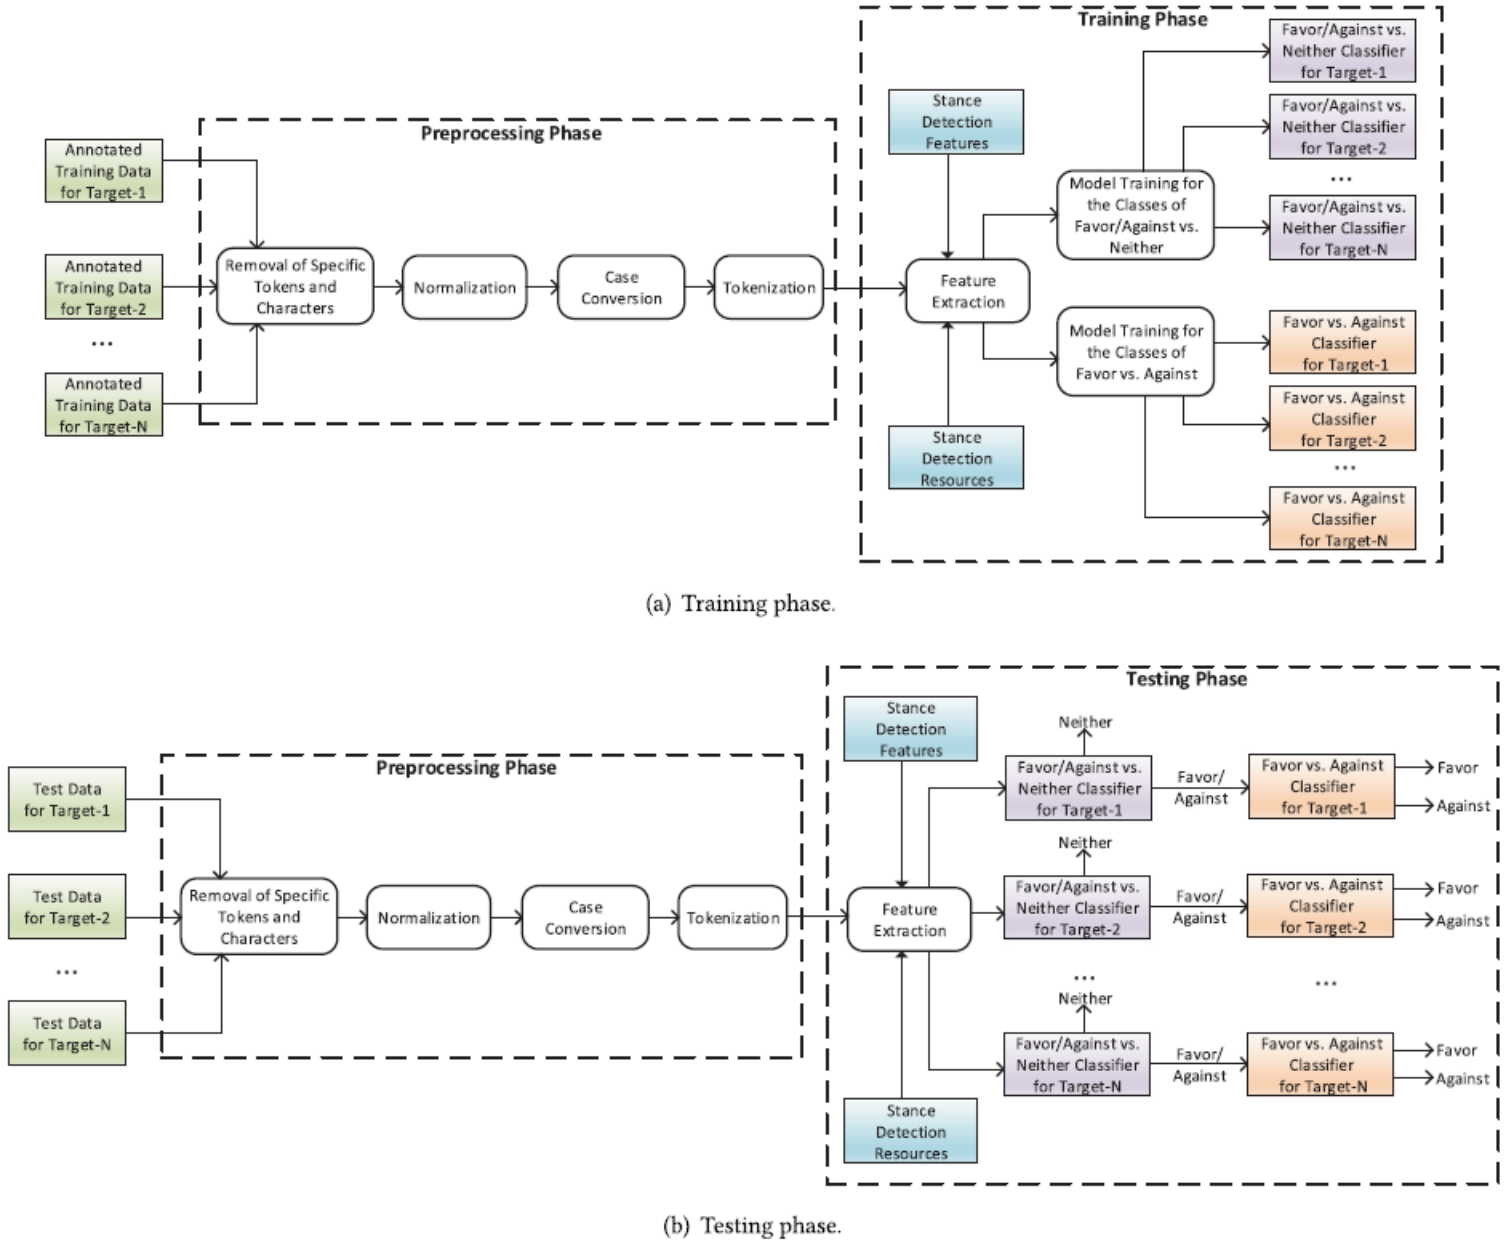 Training Phase
Preprocessing Phase
Annotated
Training Data
for Target-1
Annotated
Training Data
for Target-2
...
Annotated
Training Data
for Target-N
Removal of Specific
Tokens and
Characters
Normalization
Case
Conversion
Tokenization
Stance
Detection
Features
Feature
Extraction
Stance
Detection
Resources
Model Training for
the Classes of
Favor/Against vs.
Neither
Model Training for
the Classes of
Favor vs. Against
Favor/Against vs.
Neither Classifier
for Target-1
Favor/Against vs.
Neither Classifier
for Target-2
...
Favor/Against vs.
Neither Classifier
for Target-N
Favor vs. Against
Classifier
for Target-1
Favor vs. Against
Classifier
for Target-2
...
Favor vs. Against
Classifier
for Target-N
(a) Training phase.
Testing Phase
Preprocessing Phase
Test Data
for Target-1
Test Data
for Target-2
...
Test Data
for Target-N
Removal of Specific
Tokens and
Characters
Normalization
Case
Conversion
Tokenization
Stance
Detection
Features
Feature
Extraction
Stance
Detection
Resources
Neither
Favor/Against vs.
Neither Classifier
for Target-1
Favor/
Against
Favor vs. Against
Classifier
for Target-1
Favor
Against
Neither
Favor/Against vs.
Neither Classifier
for Target-2
Favor/
Against
Favor vs. Against
Classifier
for Target-2
Favor
Against
...
...
Neither
Favor/Against vs.
Neither Classifier
for Target-N
Favor/
Against
Favor vs. Against
Classifier
for Target-N
Favor
Against
(b) Testing phase.